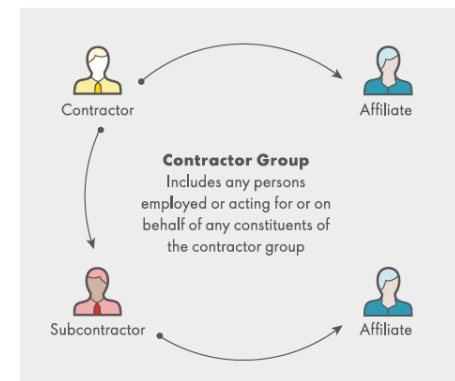 Contractor
Affiliate
Contractor Group
Includes any persons
employed or acting for or on
behalf of any constituents of
the contractor group
Subcontractor
Affiliate